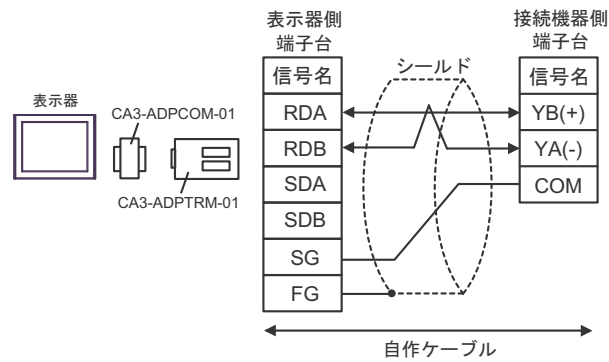 表示器側
端子台
接続機器側
端子台
信号名
シールド
信号名
表示器
CA3-ADPCOM-01
RDA
YB(+)
RDB
YA(-)
CA3-ADPTRM-01
SDA
COM
SDB
SG
FG
自作ケーブル